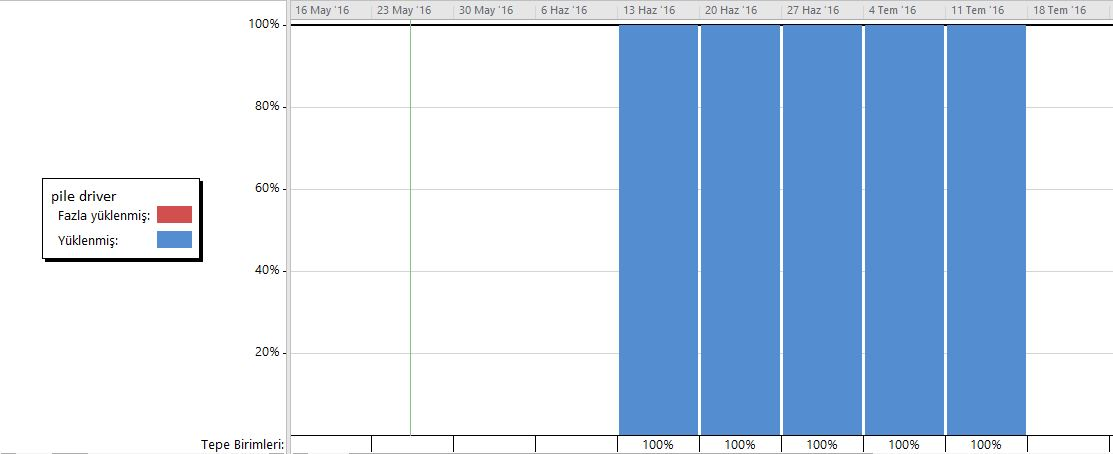 16 May '16 23 May '16 30 May '16 6 Haz '16 13 Haz '16 20 Haz '16 27 Haz '16 4 Tem '16 11 Tem '16 18 Tem '16
100%
80%
60%
40%
20%
pile driver
Fazla yüklenmiş:
Yüklenmiş:
Tepe Birimleri: 100% 100% 100% 100% 100%